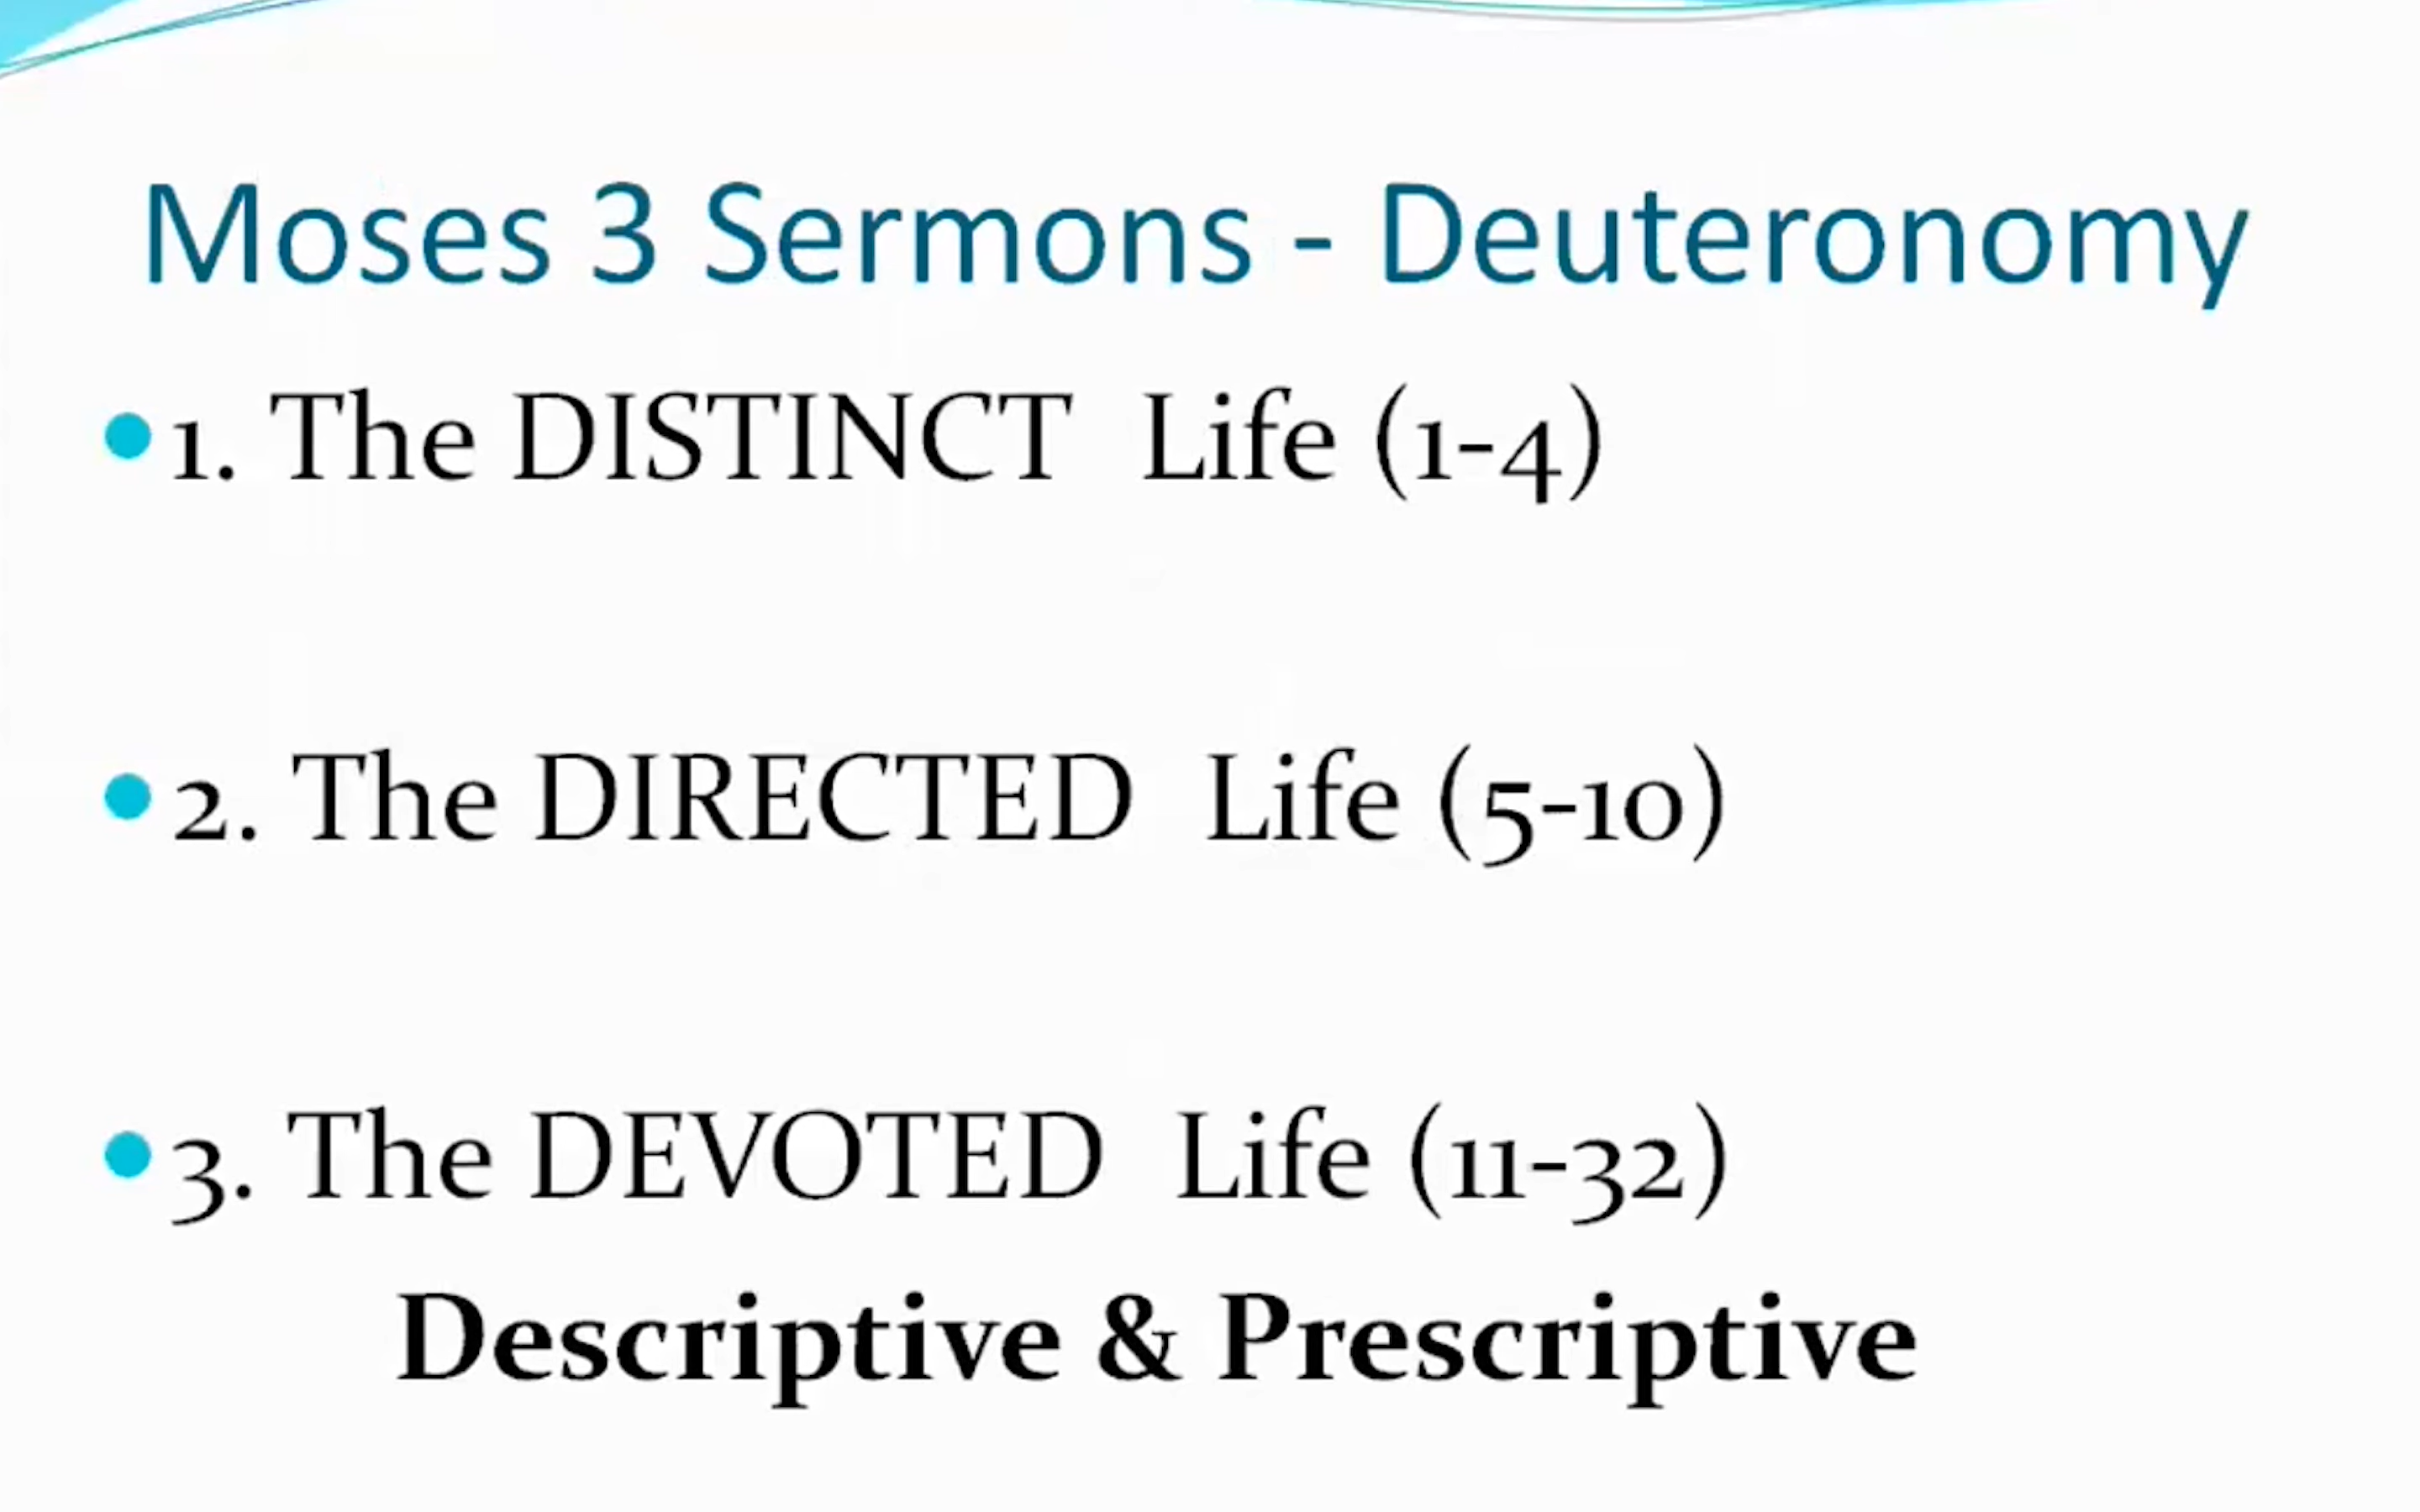 Moses 3 Sermons - Deuteronomy
1. The DISTINCT Life (1-4)
2. The DIRECTED Life (5-10)
3. The DEVOTED Life (11-32)
Descriptive & Prescriptive